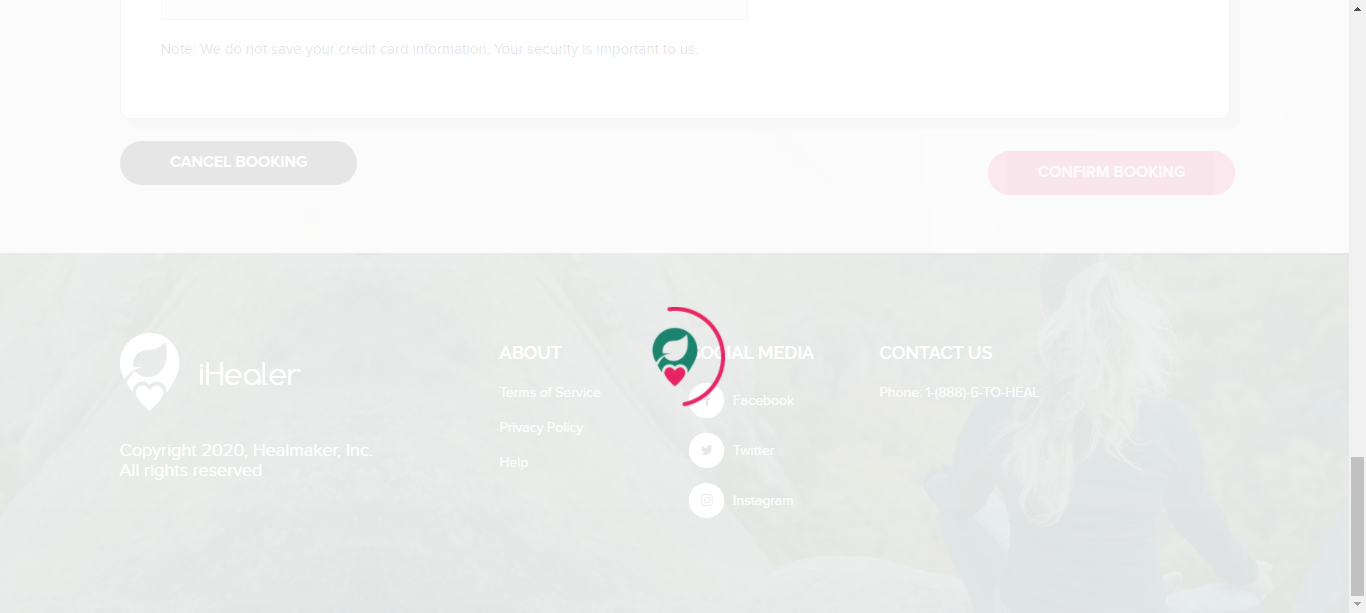 Note: We do not save your credit card information. Your security is important to us.
CANCEL BOOKING
CONFIRM BOOKING
iHealer
Copyright 2020, Healmaker, Inc.
All rights reserved
ABOUT
Terms of Service
Privacy Policy
Help
SOCIAL MEDIA
Facebook
Twitter
Instagram
CONTACT US
Phone: 1-(888)-6-TO-HEAL